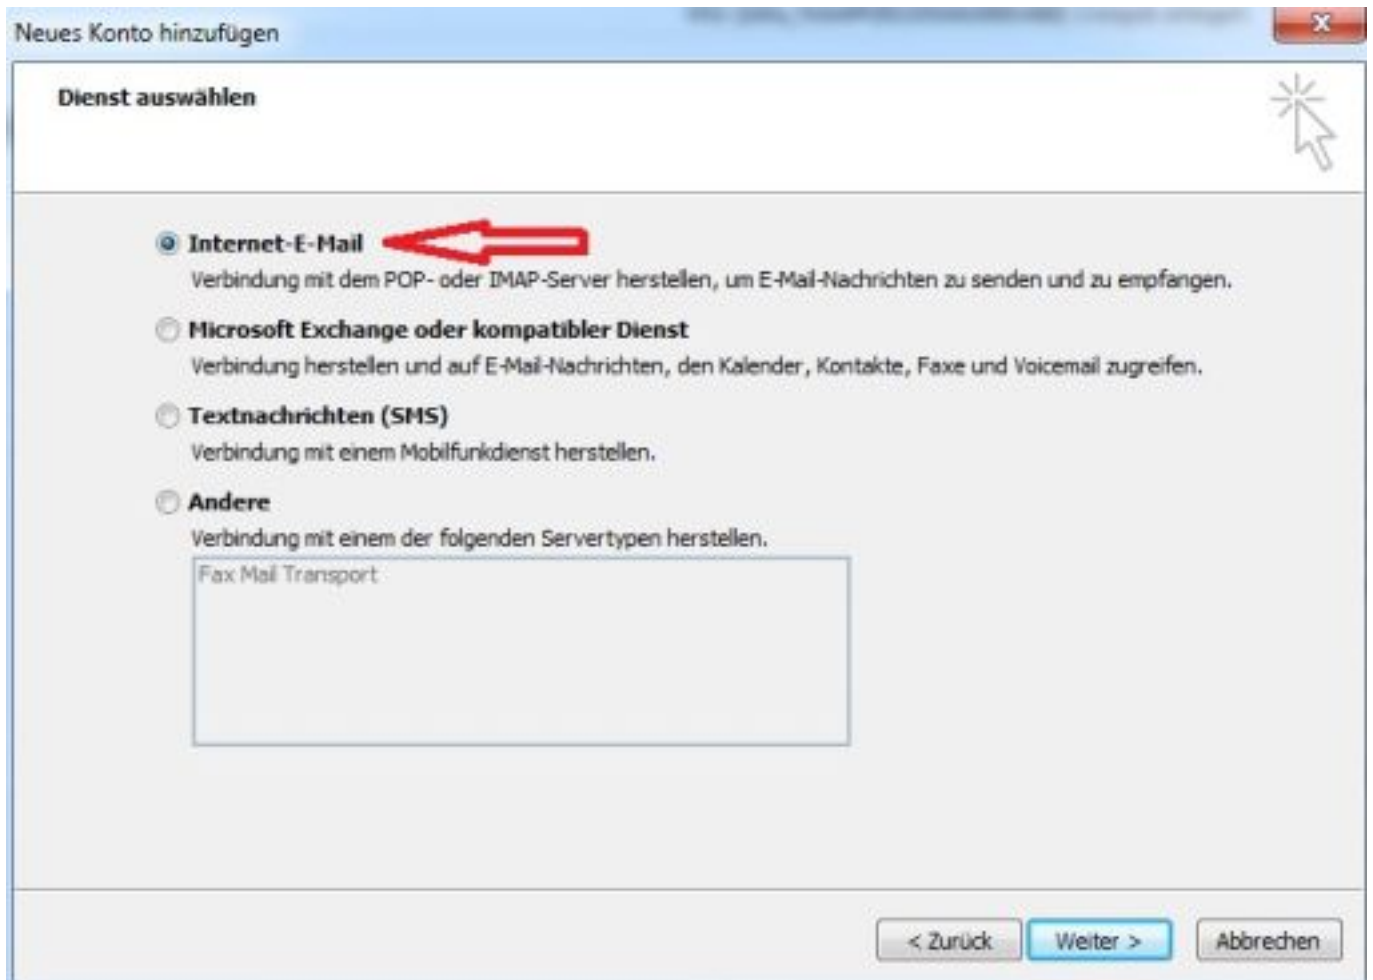 Neues Konto hinzufügen
Dienst auswählen
Internet-E-Mail
Verbindung mit dem POP- oder IMAP-Server herstellen, um E-Mail-Nachrichten zu senden und zu empfangen.
Microsoft Exchange oder kompatibler Dienst
Verbindung herstellen und auf E-Mail-Nachrichten, den Kalender, Kontakte, Faxe und Voicemail zugreifen.
Textnachrichten (SMS)
Verbindung mit einem Mobilfunkdienst herstellen.
Andere
Verbindung mit einem der folgenden Servertypen herstellen.
Fax Mail Transport
< Zurück
Weiter >
Abbrechen